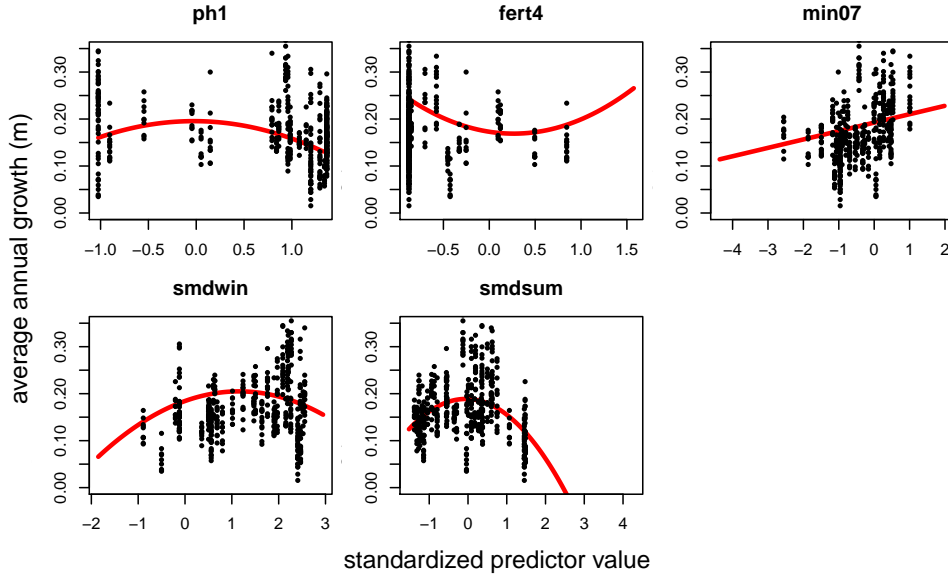 ph1 fert4 min07
0.00 0.10 0.20 0.30
−1.0 −0.5 0.0 0.5 1.0
0.00 0.10 0.20 0.30
−0.5 0.0 0.5 1.0 1.5
0.00 0.10 0.20 0.30
−4 −3 −2 −1 0 1 2
average annual growth (m)
smdwin smdsum
0.00 0.10 0.20 0.30
−2 −1 0 1 2 3
0.00 0.10 0.20 0.30
−1 0 1 2 3 4
standardized predictor value